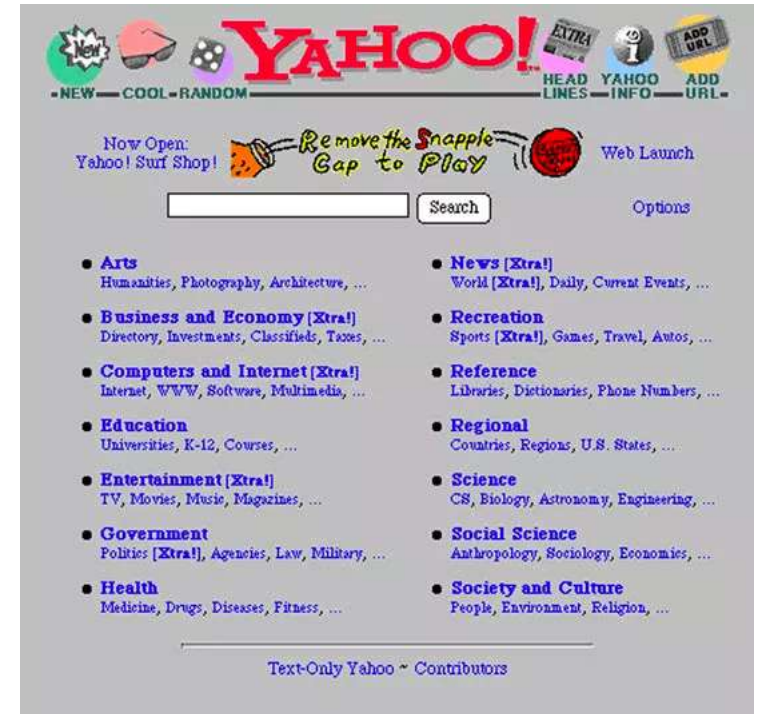 New
EXTRA
i
ADD URL
YAHOO!
NEW
COOL
RANDOM
HEAD LINES
YAHOO INFO
ADD URL
Now Open:
Yahoo! Surf Shop!
Remove the Snapple
Cap to Play
Web Launch
Search
Options
Arts
Humanities, Photography, Architecture, ...
Business and Economy [Xtra!]
Directory, Investments, Classifieds, Taxes, ...
Computers and Internet [Xtra!]
Internet, WWW, Software, Multimedia, ...
Education
Universities, K-12, Courses, ...
Entertainment [Xtra!]
TV, Movies, Music, Magazines, ...
Government
Politics [Xtra!], Agencies, Law, Military, ...
Health
Medicine, Drugs, Diseases, Fitness, ...
News [Xtra!]
World [Xtra!], Daily, Current Events, ...
Recreation
Sports [Xtra!], Games, Travel, Autos, ...
Reference
Libraries, Dictionaries, Phone Numbers, ...
Regional
Countries, Regions, U.S. States, ...
Science
CS, Biology, Astronomy, Engineering, ...
Social Science
Anthropology, Sociology, Economics, ...
Society and Culture
People, Environment, Religion, ...
Text-Only Yahoo ~ Contributors